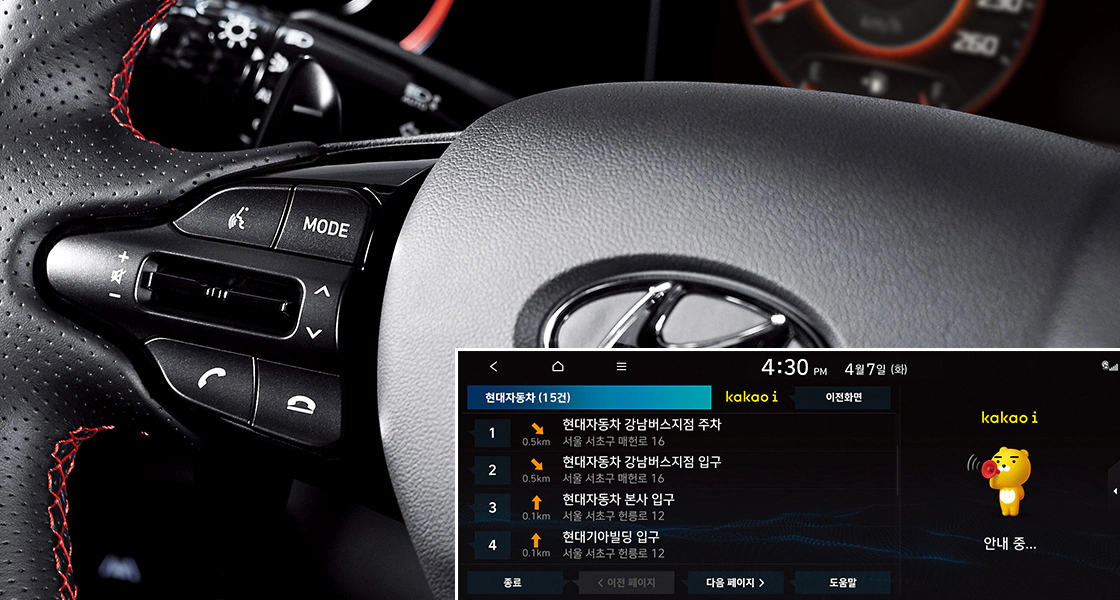 230
260
km/h
E
F
AUTO
MODE
+
-
4:30 PM 4월 7일 (화)
현대자동차 (15건)
kakao i
이전화면
1
현대자동차 강남버스지점 주차
0.5km
서울 서초구 매헌로 16
2
현대자동차 강남버스지점 입구
0.5km
서울 서초구 매헌로 16
3
현대자동차 본사 입구
0.1km
서울 서초구 헌릉로 12
4
현대기아빌딩 입구
0.1km
서울 서초구 헌릉로 12
kakao i
안내 중...
종료
< 이전 페이지
다음 페이지 >
도움말